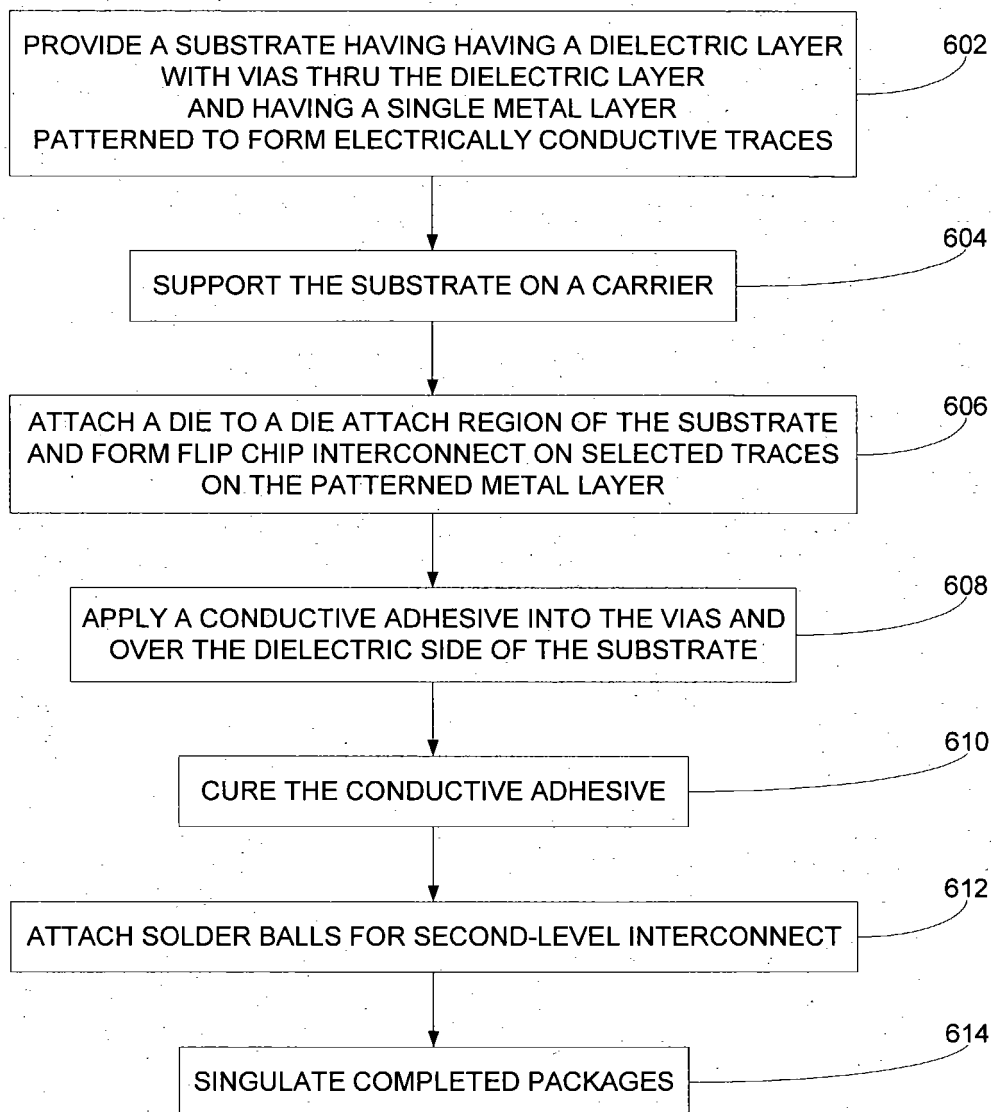 PROVIDE A SUBSTRATE HAVING HAVING A DIELECTRIC LAYER
WITH VIAS THRU THE DIELECTRIC LAYER
AND HAVING A SINGLE METAL LAYER
PATTERNED TO FORM ELECTRICALLY CONDUCTIVE TRACES
602
SUPPORT THE SUBSTRATE ON A CARRIER
604
ATTACH A DIE TO A DIE ATTACH REGION OF THE SUBSTRATE
AND FORM FLIP CHIP INTERCONNECT ON SELECTED TRACES
ON THE PATTERNED METAL LAYER
606
APPLY A CONDUCTIVE ADHESIVE INTO THE VIAS AND
OVER THE DIELECTRIC SIDE OF THE SUBSTRATE
608
CURE THE CONDUCTIVE ADHESIVE
610
ATTACH SOLDER BALLS FOR SECOND-LEVEL INTERCONNECT
612
SINGULATE COMPLETED PACKAGES
614